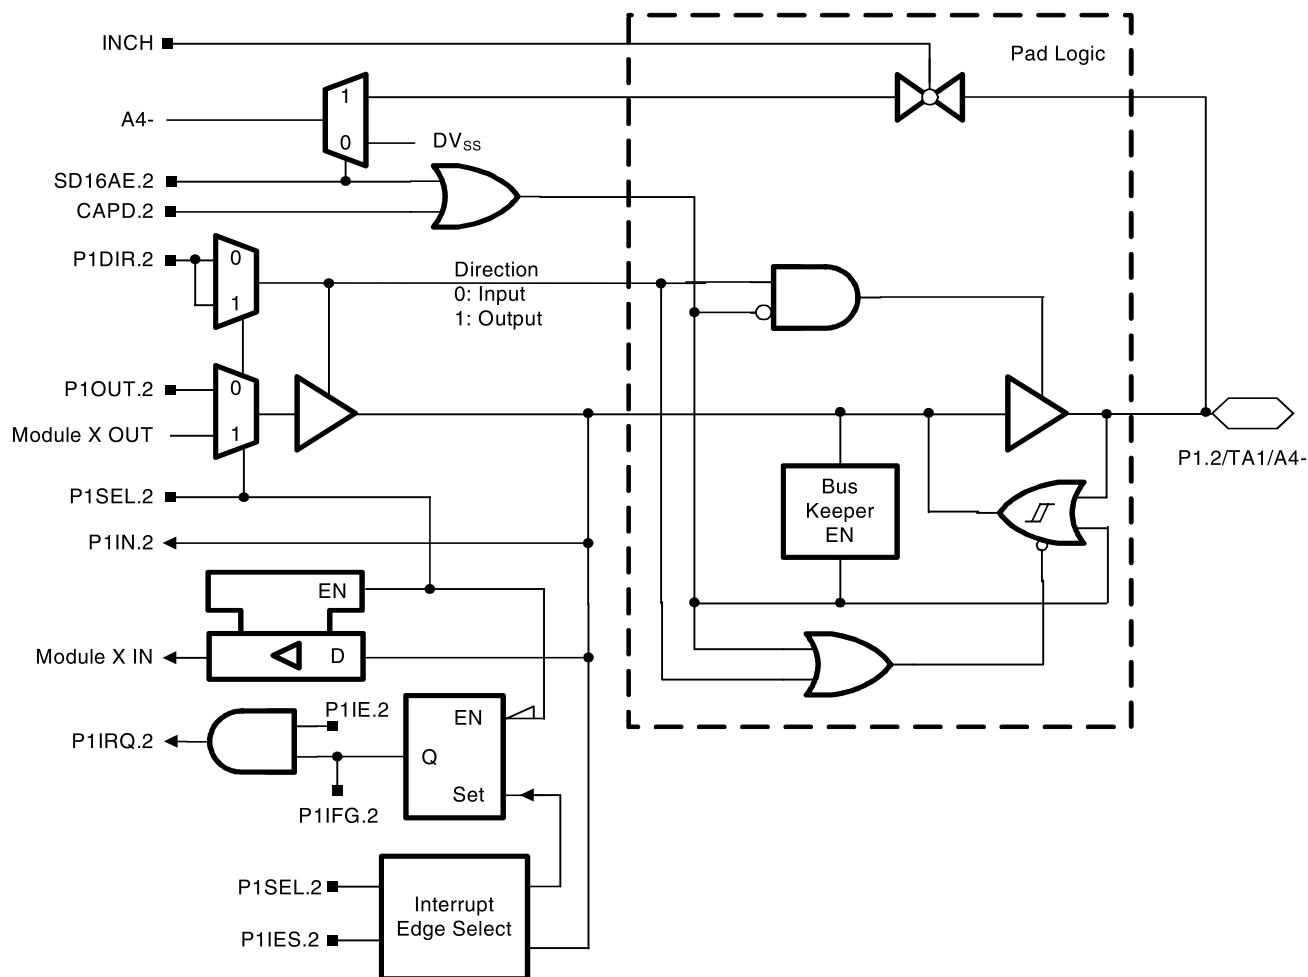 INCH
Pad Logic
A4-
1
0
DVSS
SD16AE.2
CAPD.2
P1DIR.2
0
1
Direction
0: Input
1: Output
P1OUT.2
0
Module X OUT
1
P1.2/TA1/A4-
P1SEL.2
Bus
Keeper
EN
P1IN.2
EN
Module X IN
D
P1IE.2
EN
P1IRQ.2
Q
Set
P1IFG.2
P1SEL.2
Interrupt
Edge Select
P1IES.2